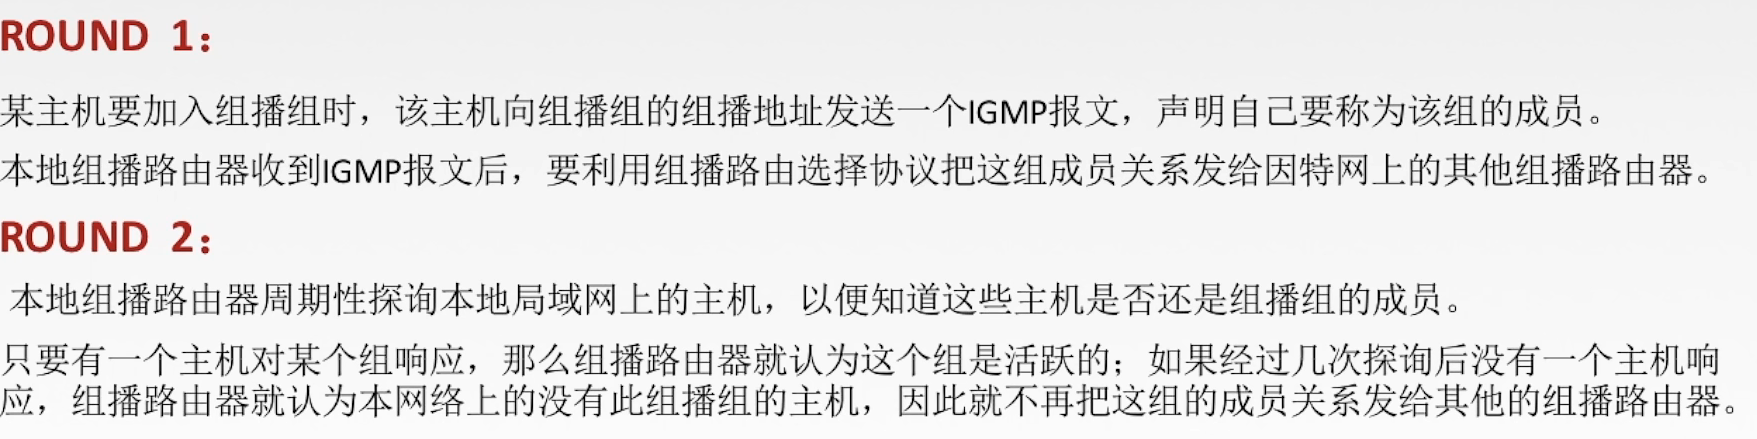 ROUND 1：
某主机要加入组播组时，该主机向组播组的组播地址发送一个IGMP报文，声明自己要称为该组的成员。
本地组播路由器收到IGMP报文后，要利用组播路由选择协议把这组成员关系发给因特网上的其他组播路由器。
ROUND 2：
本地组播路由器周期性探询本地局域网上的主机，以便知道这些主机是否还是组播组的成员。
只要有一个主机对某个组响应，那么组播路由器就认为这个组是活跃的；如果经过几次探询后没有一个主机响
应，组播路由器就认为本网络上的没有此组播组的主机，因此就不再把这组的成员关系发给其他的组播路由器。